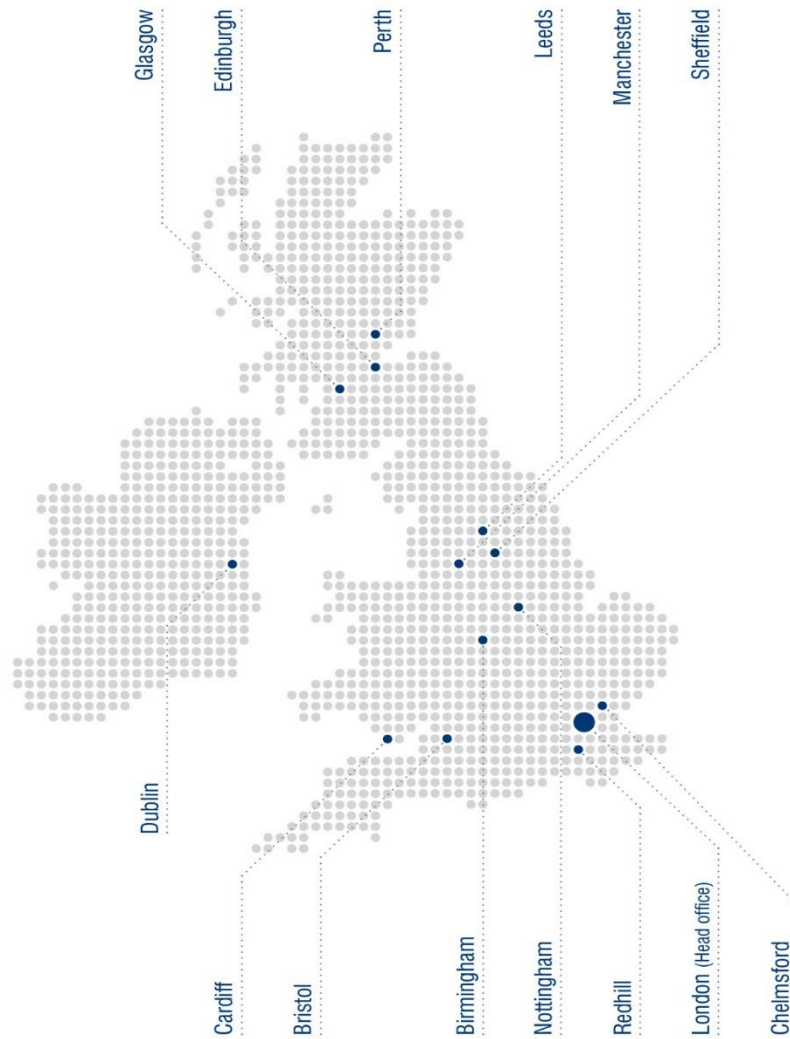 Glasgow
Edinburgh
Perth
Leeds
Manchester
Sheffield
Dublin
Cardiff
Bristol
Birmingham
Nottingham
Redhill
London (Head office)
Chelmsford